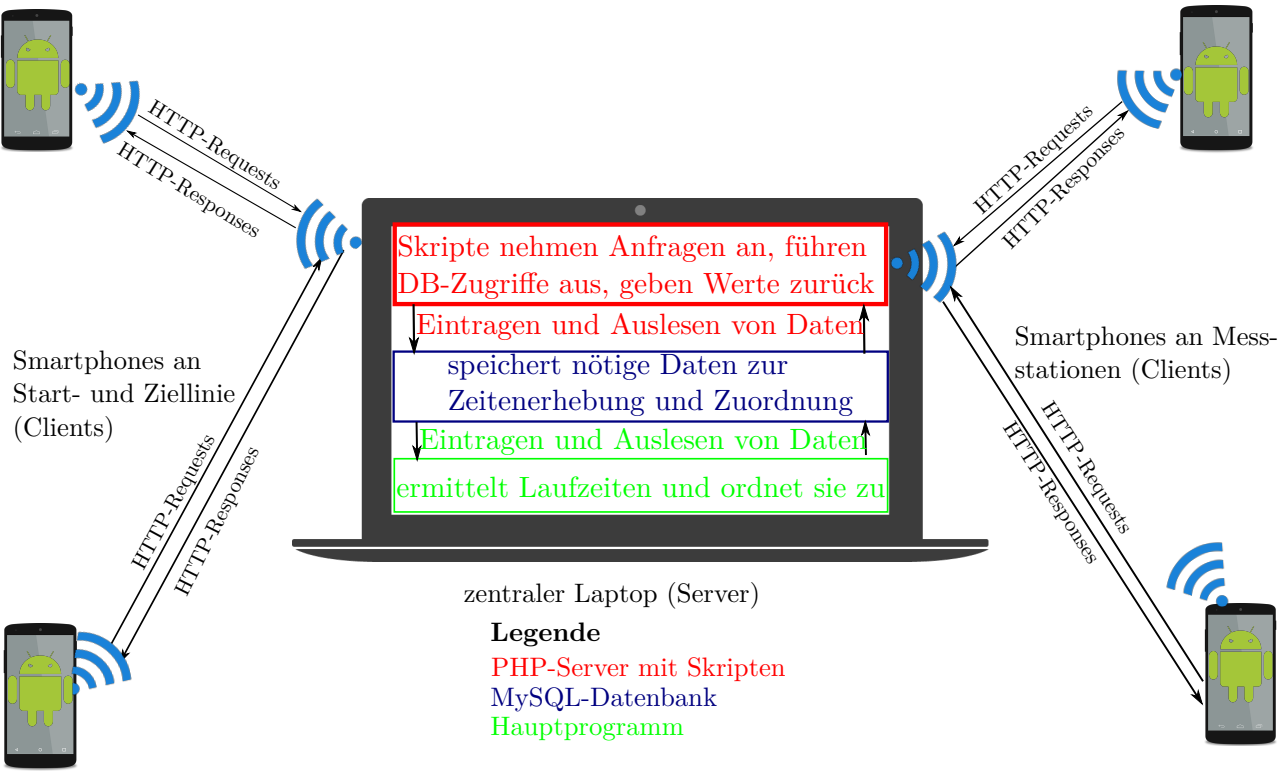 HTTP-Requests
HTTP-Responses
HTTP-Requests
HTTP-Responses
Skripte nehmen Anfragen an, führen
DB-Zugriffe aus, geben Werte zurück
Eintragen und Auslesen von Daten
speichert nötige Daten zur
Zeitenerhebung und Zuordnung
Eintragen und Auslesen von Daten
ermittelt Laufzeiten und ordnet sie zu
Smartphones an
Start- und Ziellinie
(Clients)
Smartphones an Mess-
stationen (Clients)
HTTP-Requests
HTTP-Responses
HTTP-Requests
HTTP-Responses
zentraler Laptop (Server)
Legende
PHP-Server mit Skripten
MySQL-Datenbank
Hauptprogramm